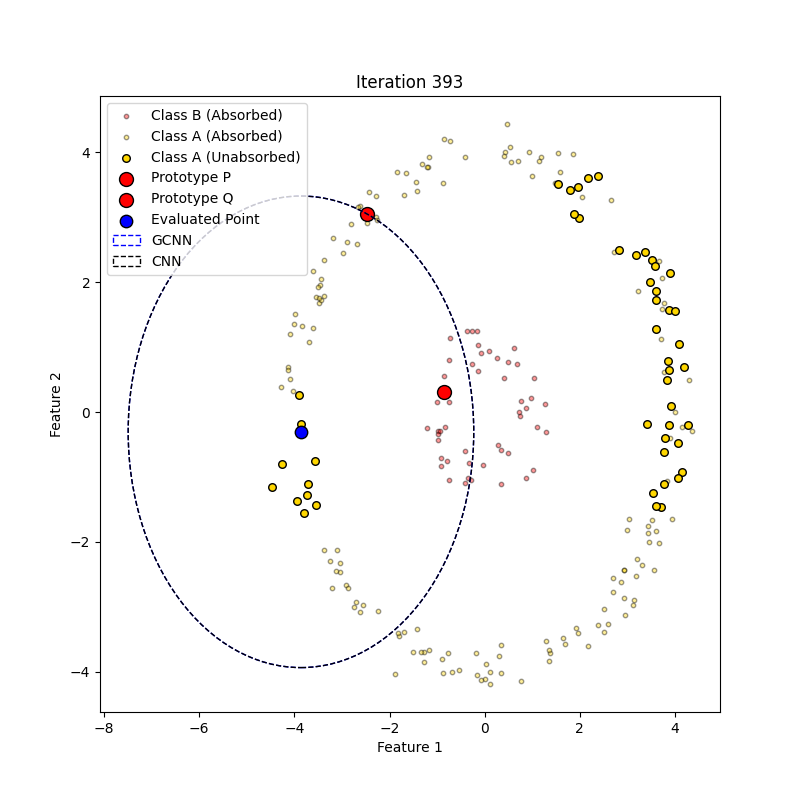 Iteration 393
Class B (Absorbed)
Class A (Absorbed)
Class A (Unabsorbed)
Prototype P
Prototype Q
Evaluated Point
GCNN
CNN
4
2
0
−2
−4
Feature 2
−8 −6 −4 −2 0 2 4
Feature 1